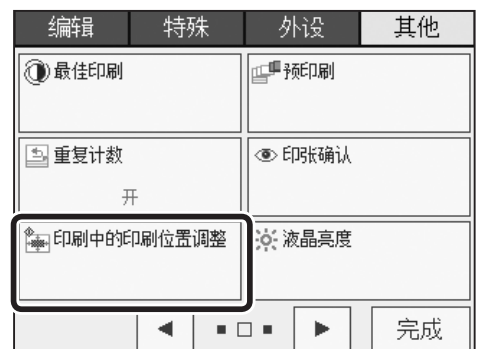 编辑 特殊 外设 其他
最佳印刷 预印刷
重复计数 印张确认
开
印刷中的印刷位置调整 液晶亮度
完成